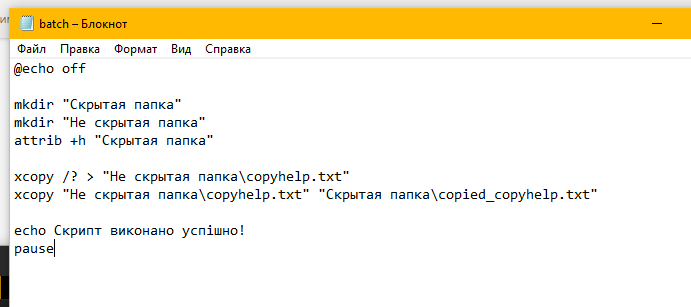 batch – Блокнот
Файл Правка Формат Вид Справка
@echo off
mkdir "Скрытая папка"
mkdir "Не скрытая папка"
attrib +h "Скрытая папка"
xcopy /? > "Не скрытая папка\copyhelp.txt"
xcopy "Не скрытая папка\copyhelp.txt" "Скрытая папка\copied_copyhelp.txt"
echo Скрипт виконано успішно!
pause